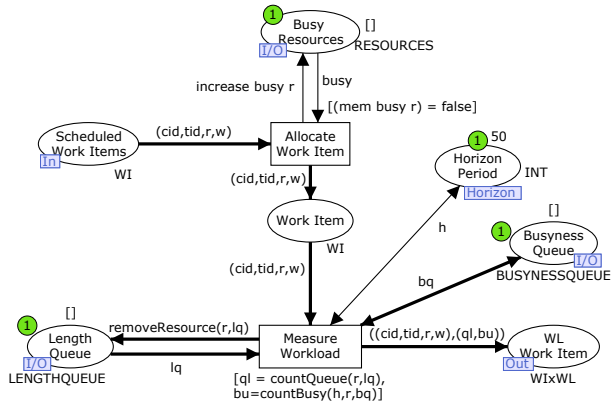 1
Busy
Resources
I/O
[]
RESOURCES
increase busy r
busy
[(mem busy r) = false]
Scheduled
Work Items
In
WI
(cid,tid,r,w)
Allocate
Work Item
(cid,tid,r,w)
Work Item
WI
(cid,tid,r,w)
1
50
Horizon
Period
Horizon
INT
h
1
[]
Busyness
Queue
I/O
BUSYNESSQUEUE
bq
1
[]
Length
Queue
I/O
LENGTHQUEUE
removeResource(r,lq)
lq
Measure
Workload
[ql = countQueue(r,lq),
bu=countBusy(h,r,bq)]
((cid,tid,r,w),(ql,bu))
WL
Work Item
Out
WIxWL